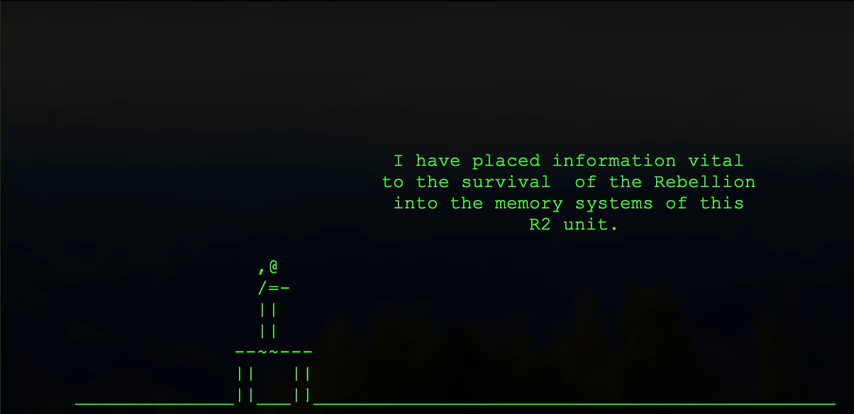 I have placed information vital
to the survival  of the Rebellion
into the memory systems of this
R2 unit.